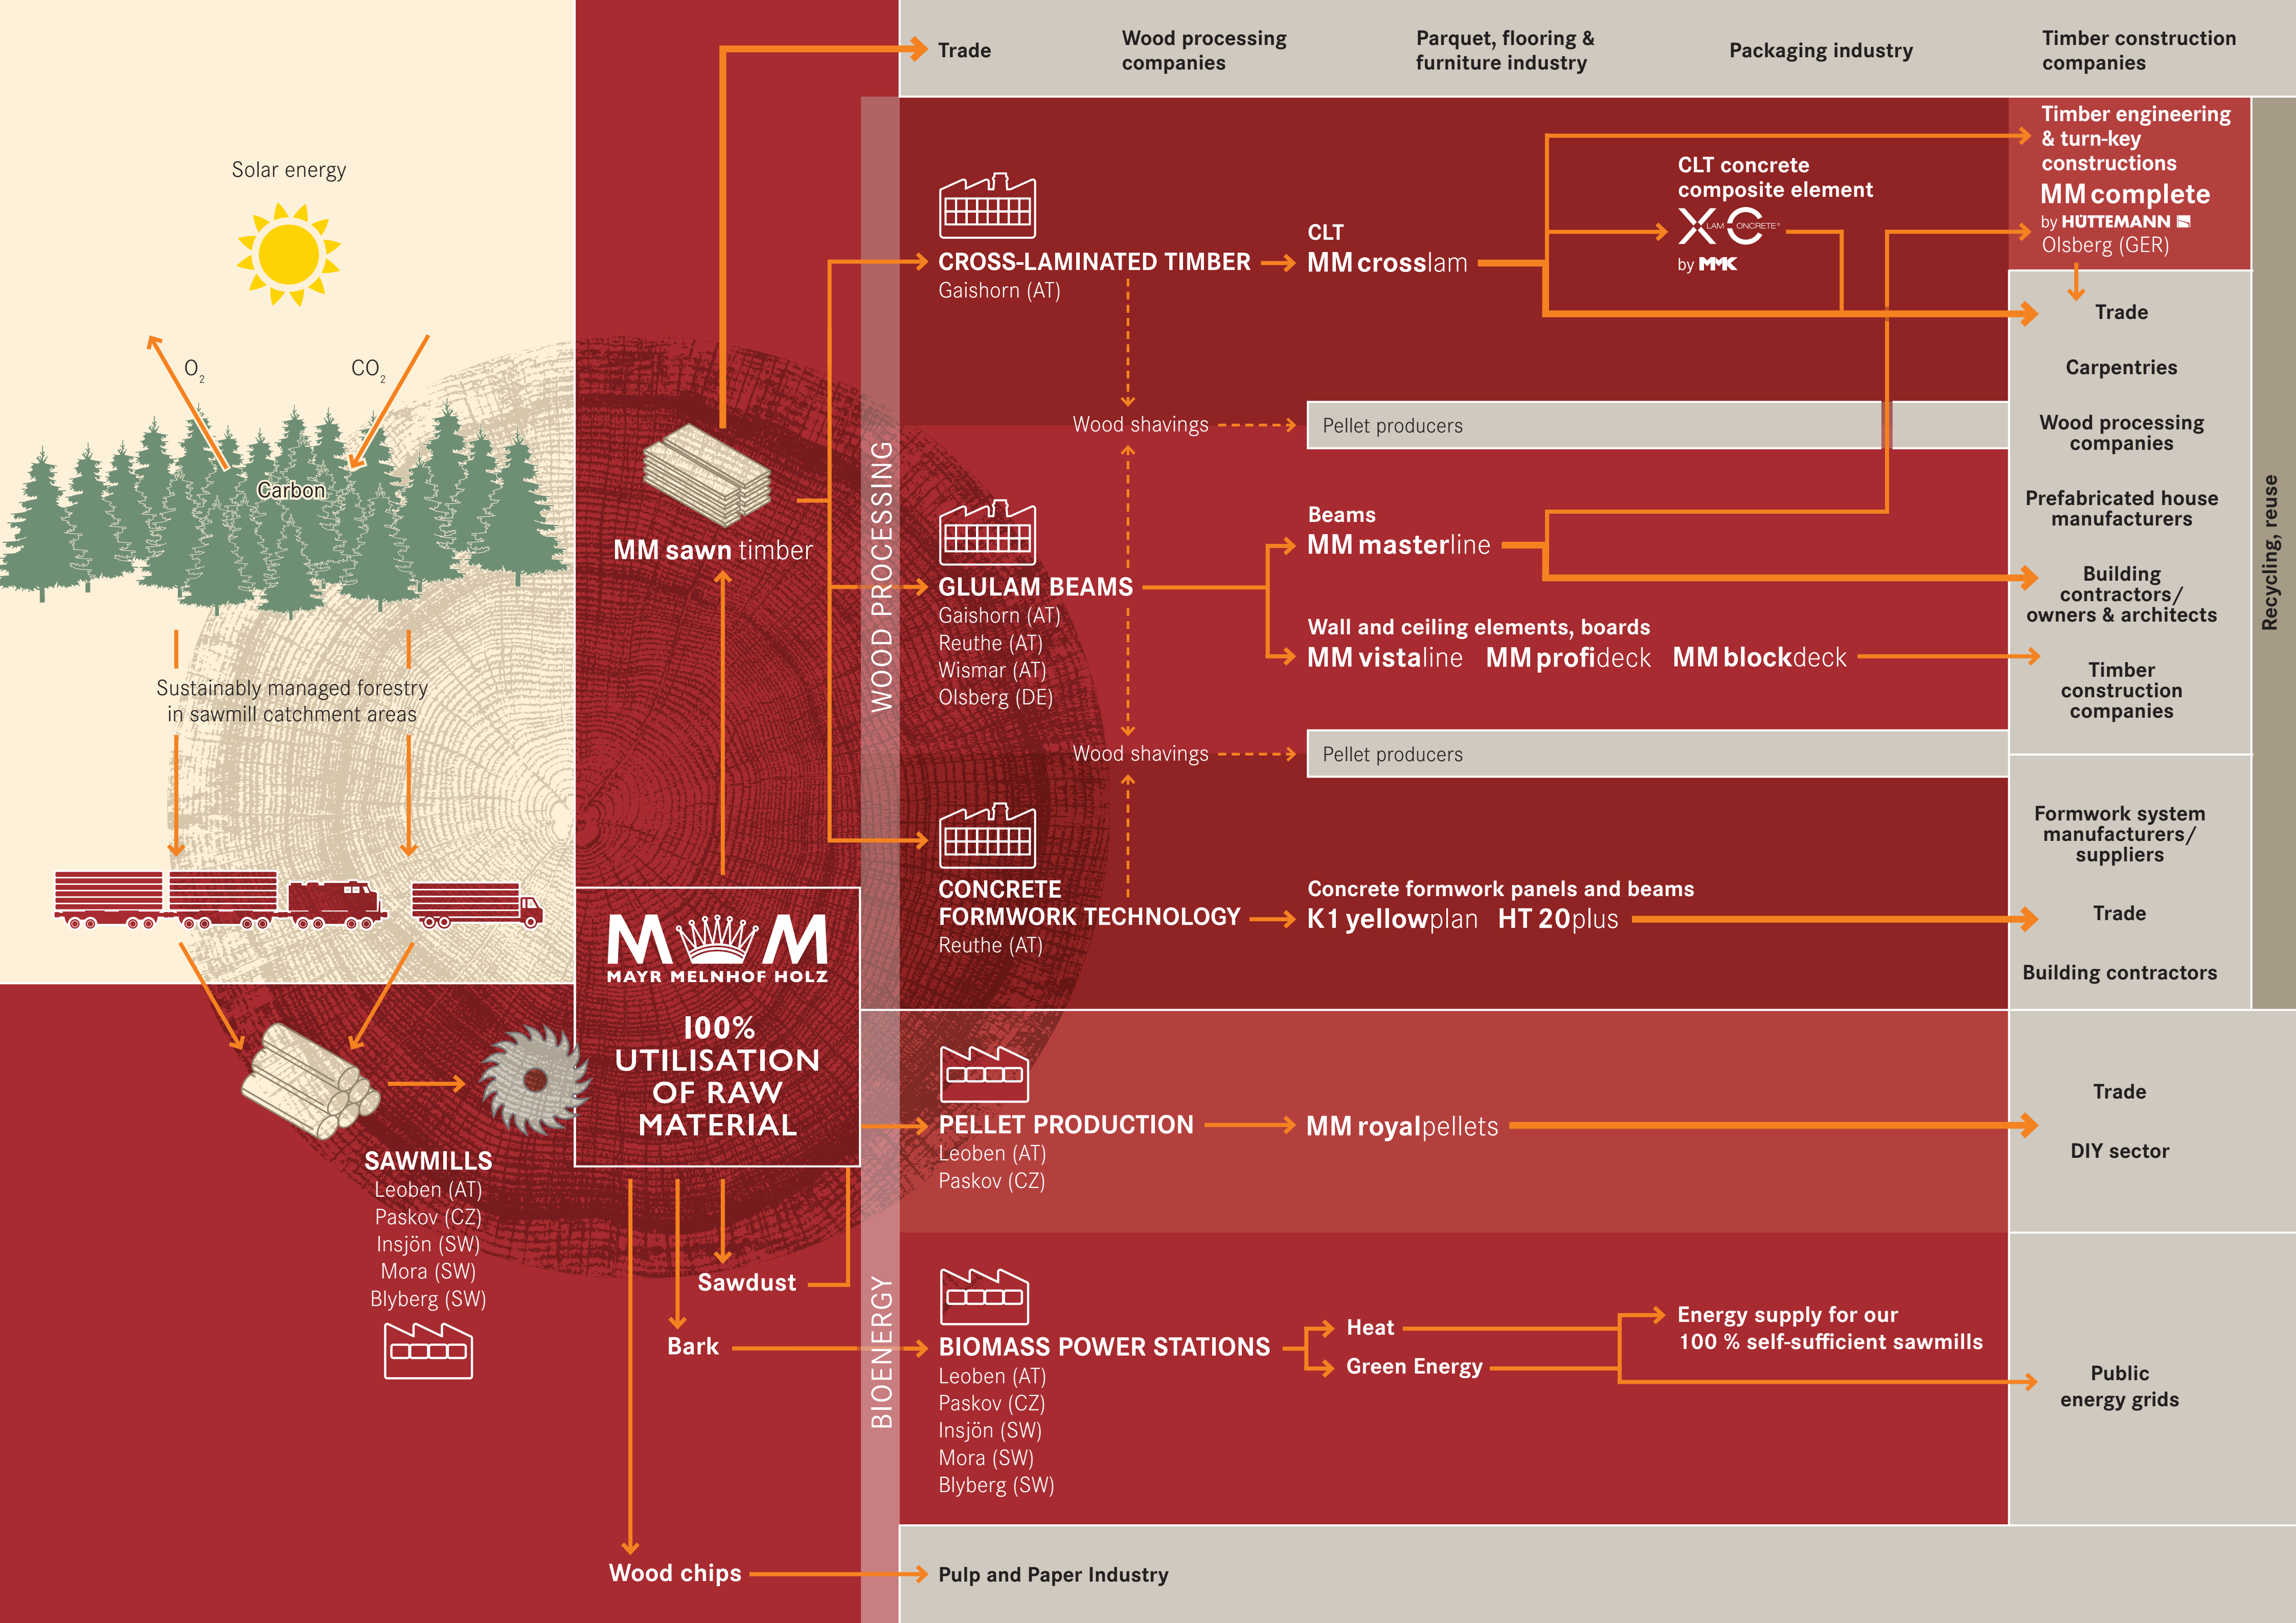 Solar energy
O2
CO2
Carbon
Sustainably managed forestry
in sawmill catchment areas
SAWMILLS
Leoben (AT)
Paskov (CZ)
Insjön (SW)
Mora (SW)
Blyberg (SW)
MM sawn timber
MM
MAYR MELNHOF HOLZ
100%
UTILISATION
OF RAW
MATERIAL
Sawdust
Bark
Wood chips
WOOD PROCESSING
BIOENERGY
Trade
Wood processing
companies
Parquet, flooring &
furniture industry
Packaging industry
Timber construction
companies
CROSS-LAMINATED TIMBER
Gaishorn (AT)
CLT
MM crosslam
CLT concrete
composite element
XLAM CONCRETE®
by MMK
Timber engineering
& turn-key
constructions
MM complete
by HÜTTEMANN
Olsberg (GER)
Wood shavings
Pellet producers
GLULAM BEAMS
Gaishorn (AT)
Reuthe (AT)
Wismar (AT)
Olsberg (DE)
Beams
MM masterline
Wall and ceiling elements, boards
MM vistaline MM profideck MM blockdeck
Trade
Carpentries
Wood processing
companies
Prefabricated house
manufacturers
Building
contractors/
owners & architects
Timber
construction
companies
Recycling, reuse
Wood shavings
Pellet producers
CONCRETE
FORMWORK TECHNOLOGY
Reuthe (AT)
Concrete formwork panels and beams
K1 yellowplan HT 20plus
Formwork system
manufacturers/
suppliers
Trade
Building contractors
PELLET PRODUCTION
Leoben (AT)
Paskov (CZ)
MM royalpellets
Trade
DIY sector
BIOMASS POWER STATIONS
Leoben (AT)
Paskov (CZ)
Insjön (SW)
Mora (SW)
Blyberg (SW)
Heat
Green Energy
Energy supply for our
100 % self-sufficient sawmills
Public
energy grids
Pulp and Paper Industry